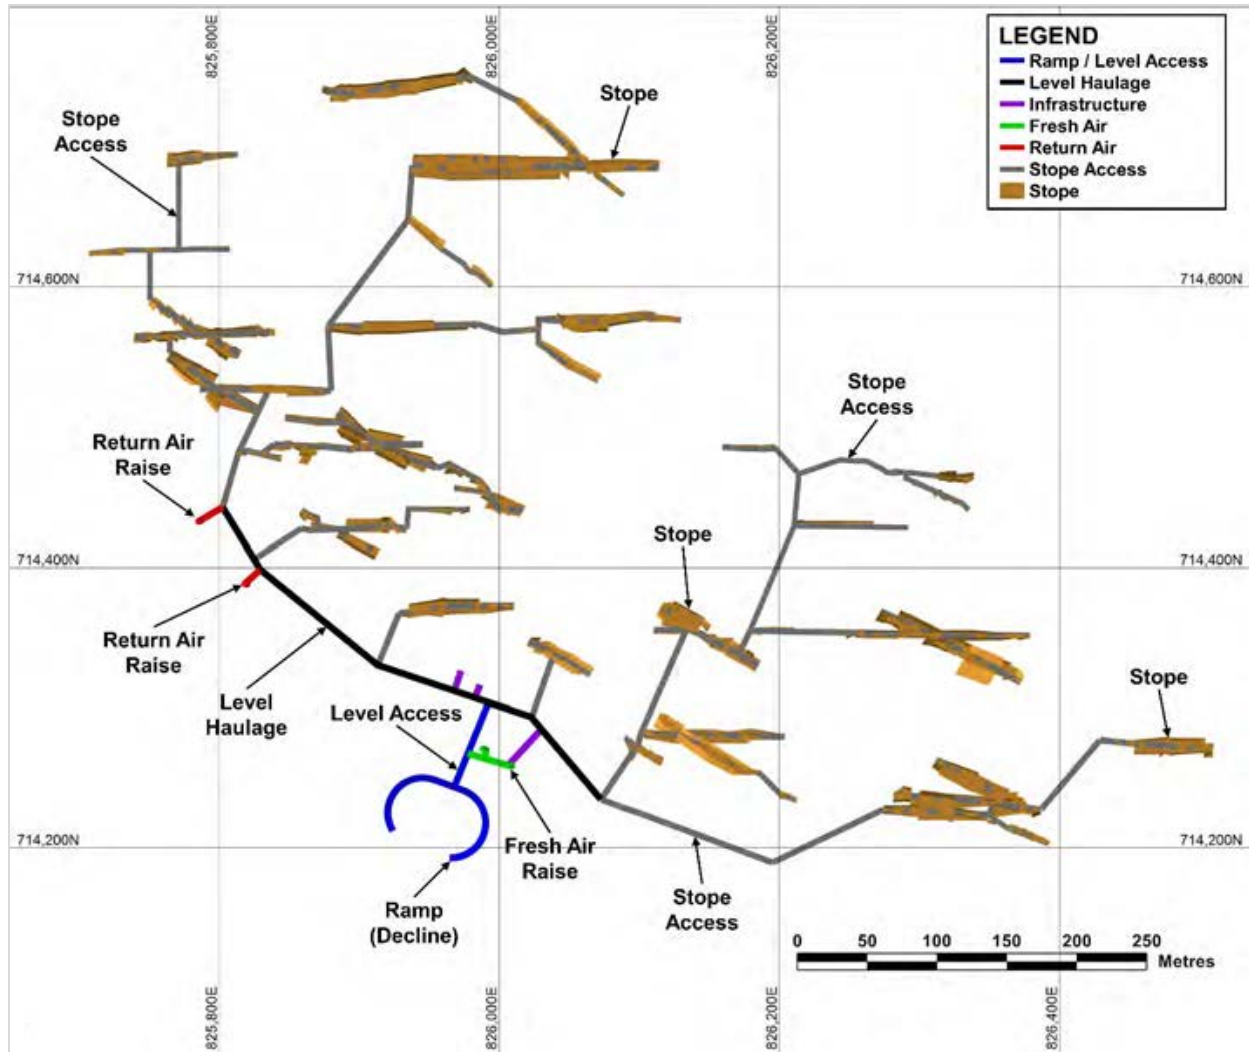 825,800E
826,000E
826,200E
LEGEND
Ramp / Level Access
Level Haulage
Infrastructure
Fresh Air
Return Air
Stope Access
Stope
Stope
Stope
Access
714,600N
714,600N
Stope
Access
Return Air
Raise
Stope
714,400N
714,400N
Return Air
Raise
Level
Haulage
Level Access
Stope
714,200N
714,200N
Fresh Air
Raise
Ramp
(Decline)
Stope
Access
0 50 100 150 200 250
Metres
825,800E
826,000E
826,200E
826,400E